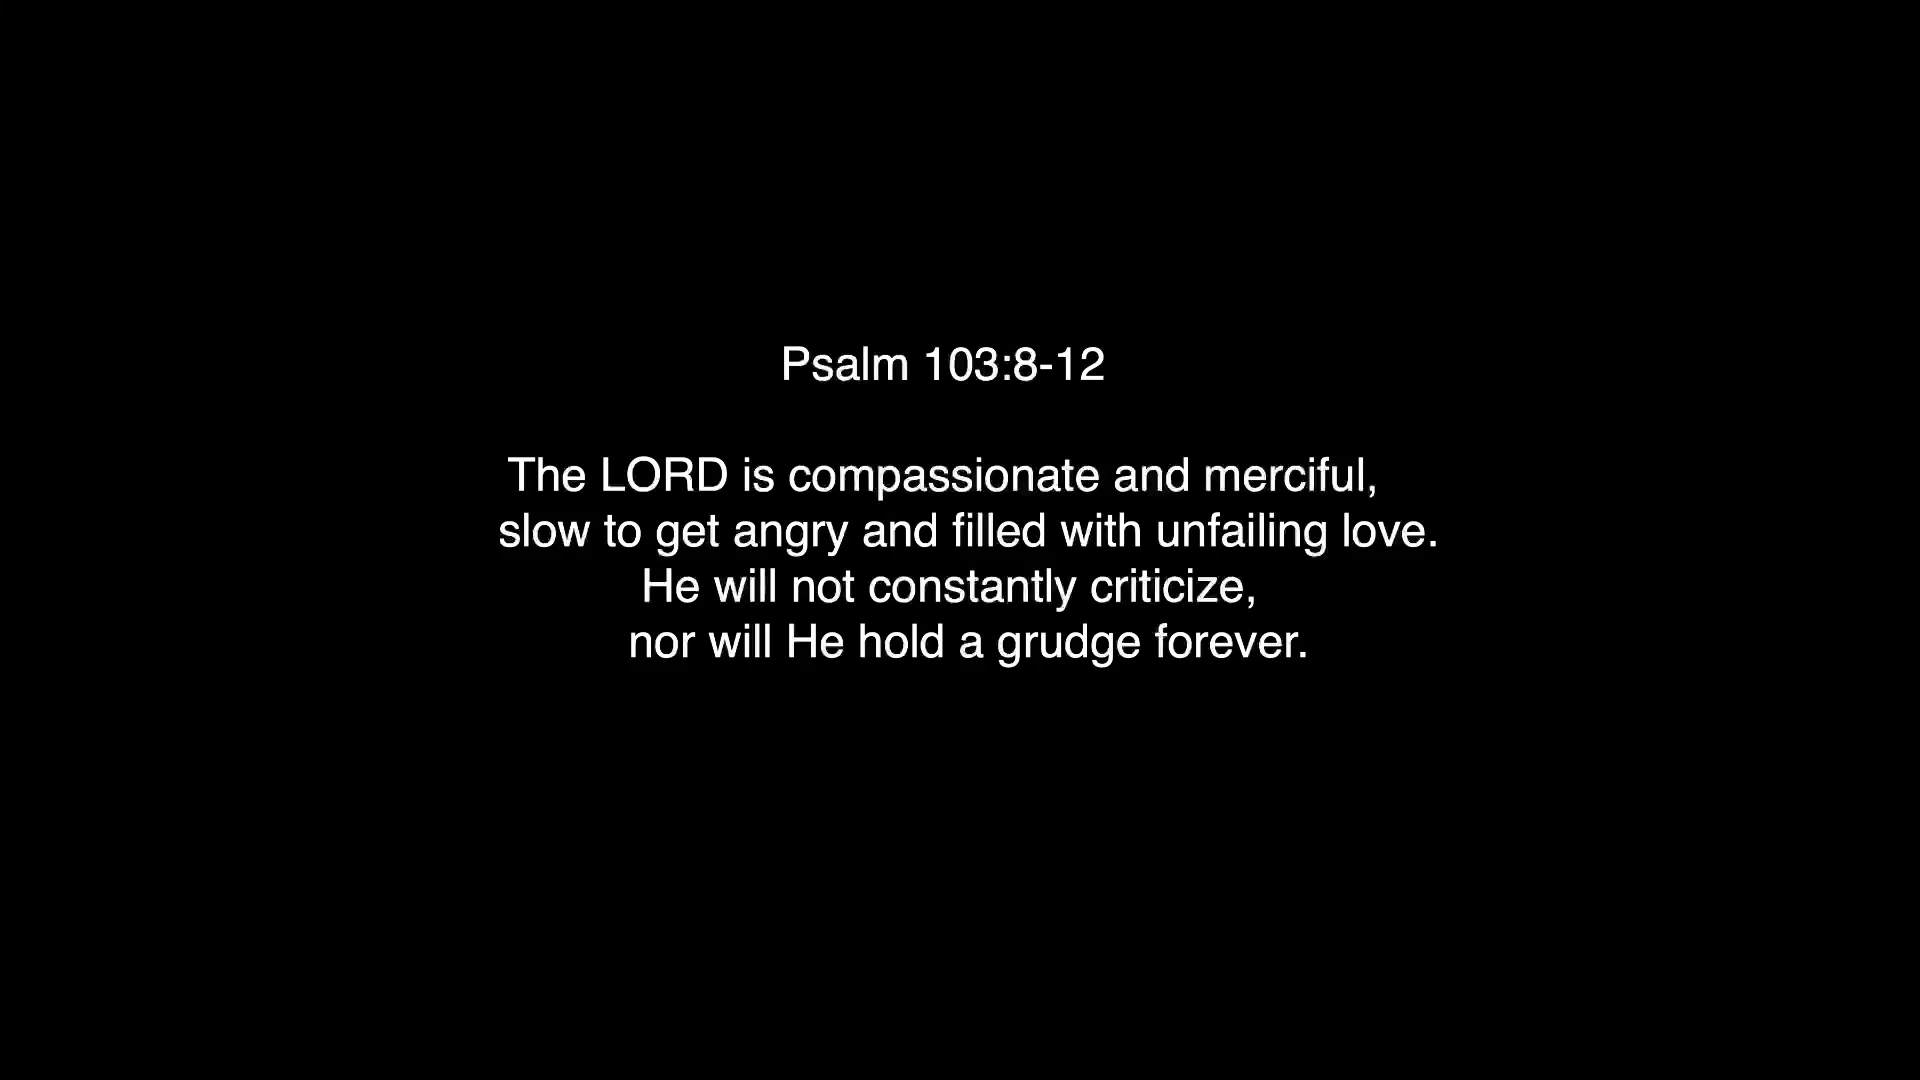 Psalm 103:8-12
The LORD is compassionate and merciful,
slow to get angry and filled with unfailing love.
He will not constantly criticize,
nor will He hold a grudge forever.